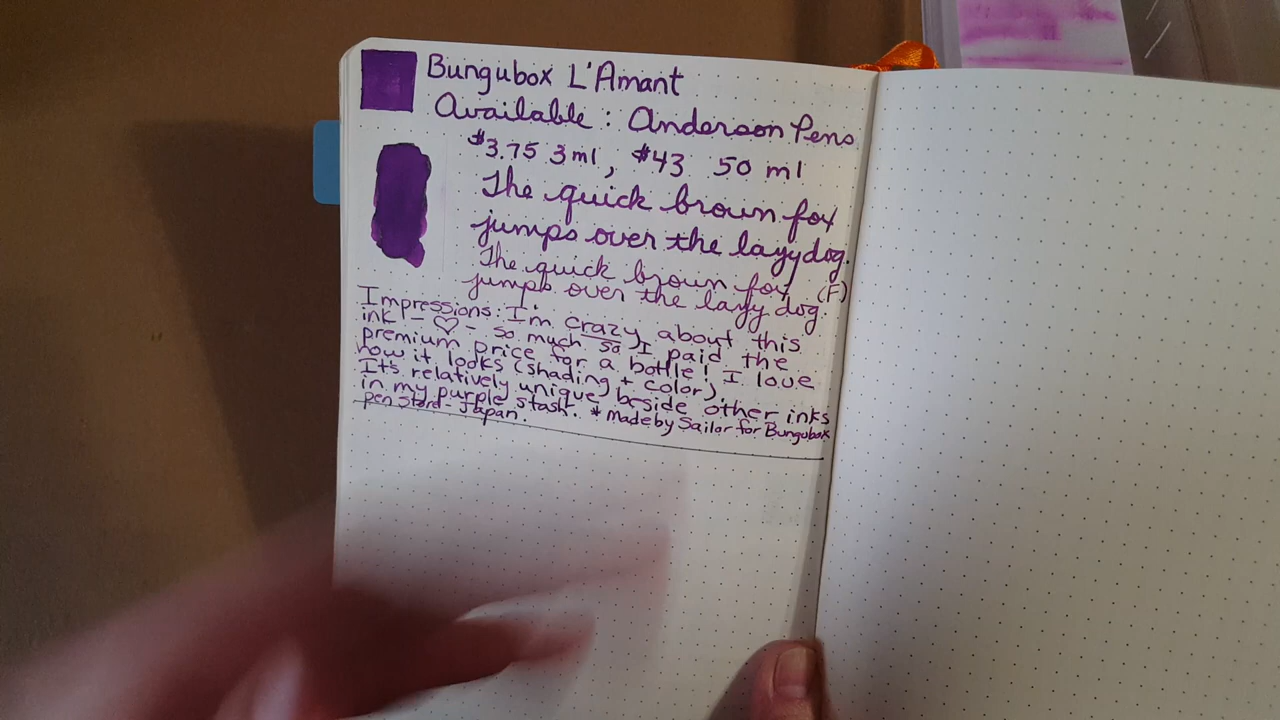 Bungubox L'Amant
Available: Anderson Pens
$3.75 3ml, $43 50 ml
The quick brown fox
jumps over the lazy dog.
The quick brown fox (F)
jumps over the lazy dog.
Impressions: I'm crazy about this
ink - ♡ - so much so, I paid the
premium price for a bottle! I love
how it looks (shading + color).
It's relatively unique beside other inks
in my purple stash. * made by Sailor for Bungubox
pen store - Japan.